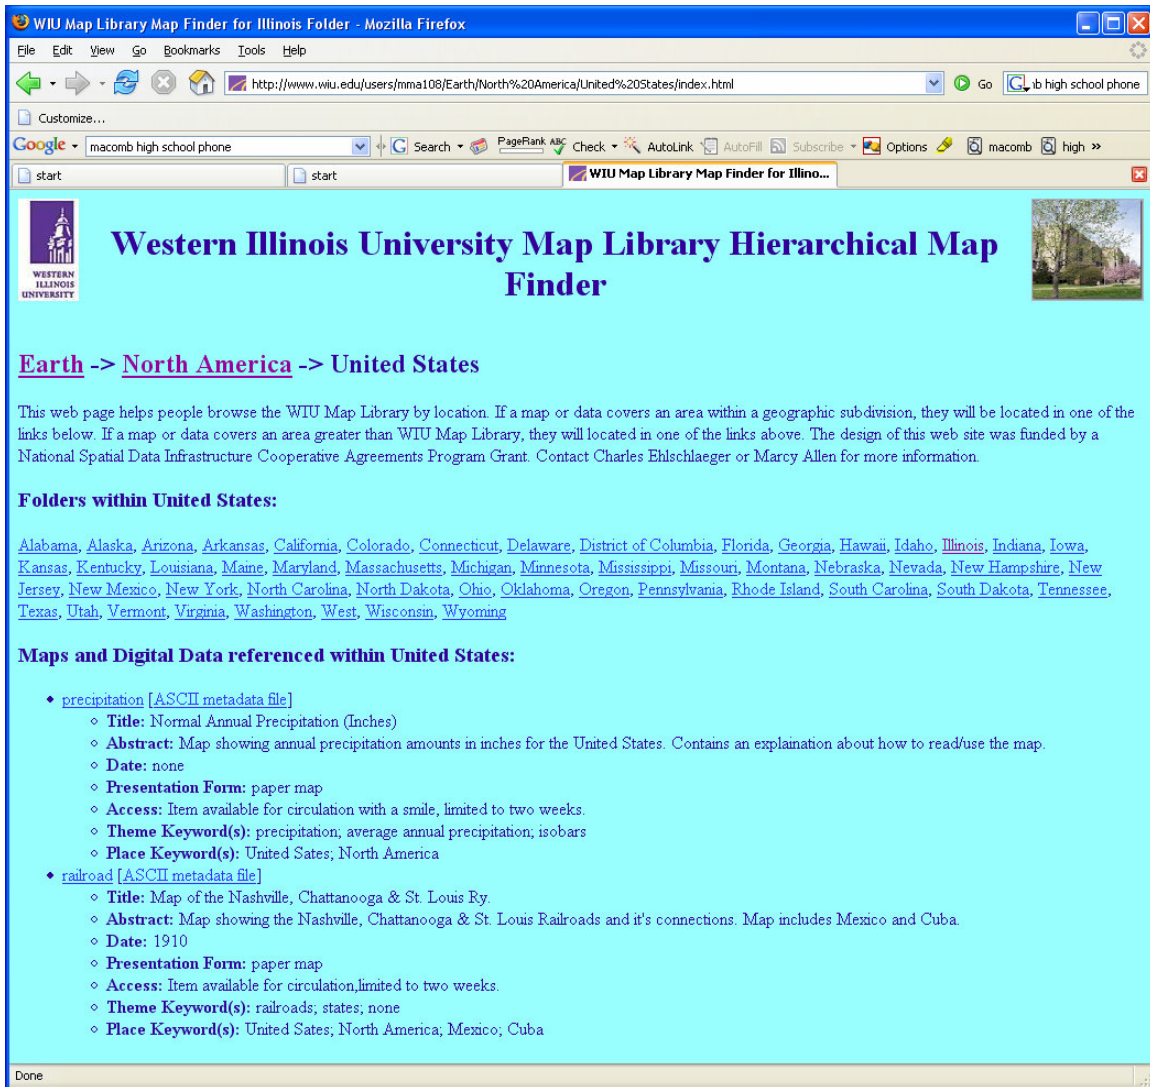 WIU Map Library Map Finder for Illinois Folder - Mozilla Firefox
File Edit View Go Bookmarks Tools Help
http://www.wiu.edu/users/mma108/Earth/North%20America/United%20States/index.html Go G high school phone
Customize...
Google macomb high school phone G Search PageRank ABC Check AutoLink AutoFill Subscribe Options macomb high »
start start WIU Map Library Map Finder for Illino...
WESTERN
ILLINOIS
UNIVERSITY
Western Illinois University Map Library Hierarchical Map
Finder
Earth -> North America -> United States
This web page helps people browse the WIU Map Library by location. If a map or data covers an area within a geographic subdivision, they will be located in one of the
links below. If a map or data covers an area greater than WIU Map Library, they will located in one of the links above. The design of this web site was funded by a
National Spatial Data Infrastructure Cooperative Agreements Program Grant. Contact Charles Ehlschlaeger or Marcy Allen for more information.
Folders within United States:
Alabama, Alaska, Arizona, Arkansas, California, Colorado, Connecticut, Delaware, District of Columbia, Florida, Georgia, Hawaii, Idaho, Illinois, Indiana, Iowa,
Kansas, Kentucky, Louisiana, Maine, Maryland, Massachusetts, Michigan, Minnesota, Mississippi, Missouri, Montana, Nebraska, Nevada, New Hampshire, New
Jersey, New Mexico, New York, North Carolina, North Dakota, Ohio, Oklahoma, Oregon, Pennsylvania, Rhode Island, South Carolina, South Dakota, Tennessee,
Texas, Utah, Vermont, Virginia, Washington, West, Wisconsin, Wyoming
Maps and Digital Data referenced within United States:
precipitation [ASCII metadata file]
Title: Normal Annual Precipitation (Inches)
Abstract: Map showing annual precipitation amounts in inches for the United States. Contains an explaination about how to read/use the map.
Date: none
Presentation Form: paper map
Access: Item available for circulation with a smile, limited to two weeks.
Theme Keyword(s): precipitation; average annual precipitation; isobars
Place Keyword(s): United Sates; North America
railroad [ASCII metadata file]
Title: Map of the Nashville, Chattanooga & St. Louis Ry.
Abstract: Map showing the Nashville, Chattanooga & St. Louis Railroads and it's connections. Map includes Mexico and Cuba.
Date: 1910
Presentation Form: paper map
Access: Item available for circulation,limited to two weeks.
Theme Keyword(s): railroads; states; none
Place Keyword(s): United Sates; North America; Mexico; Cuba
Done